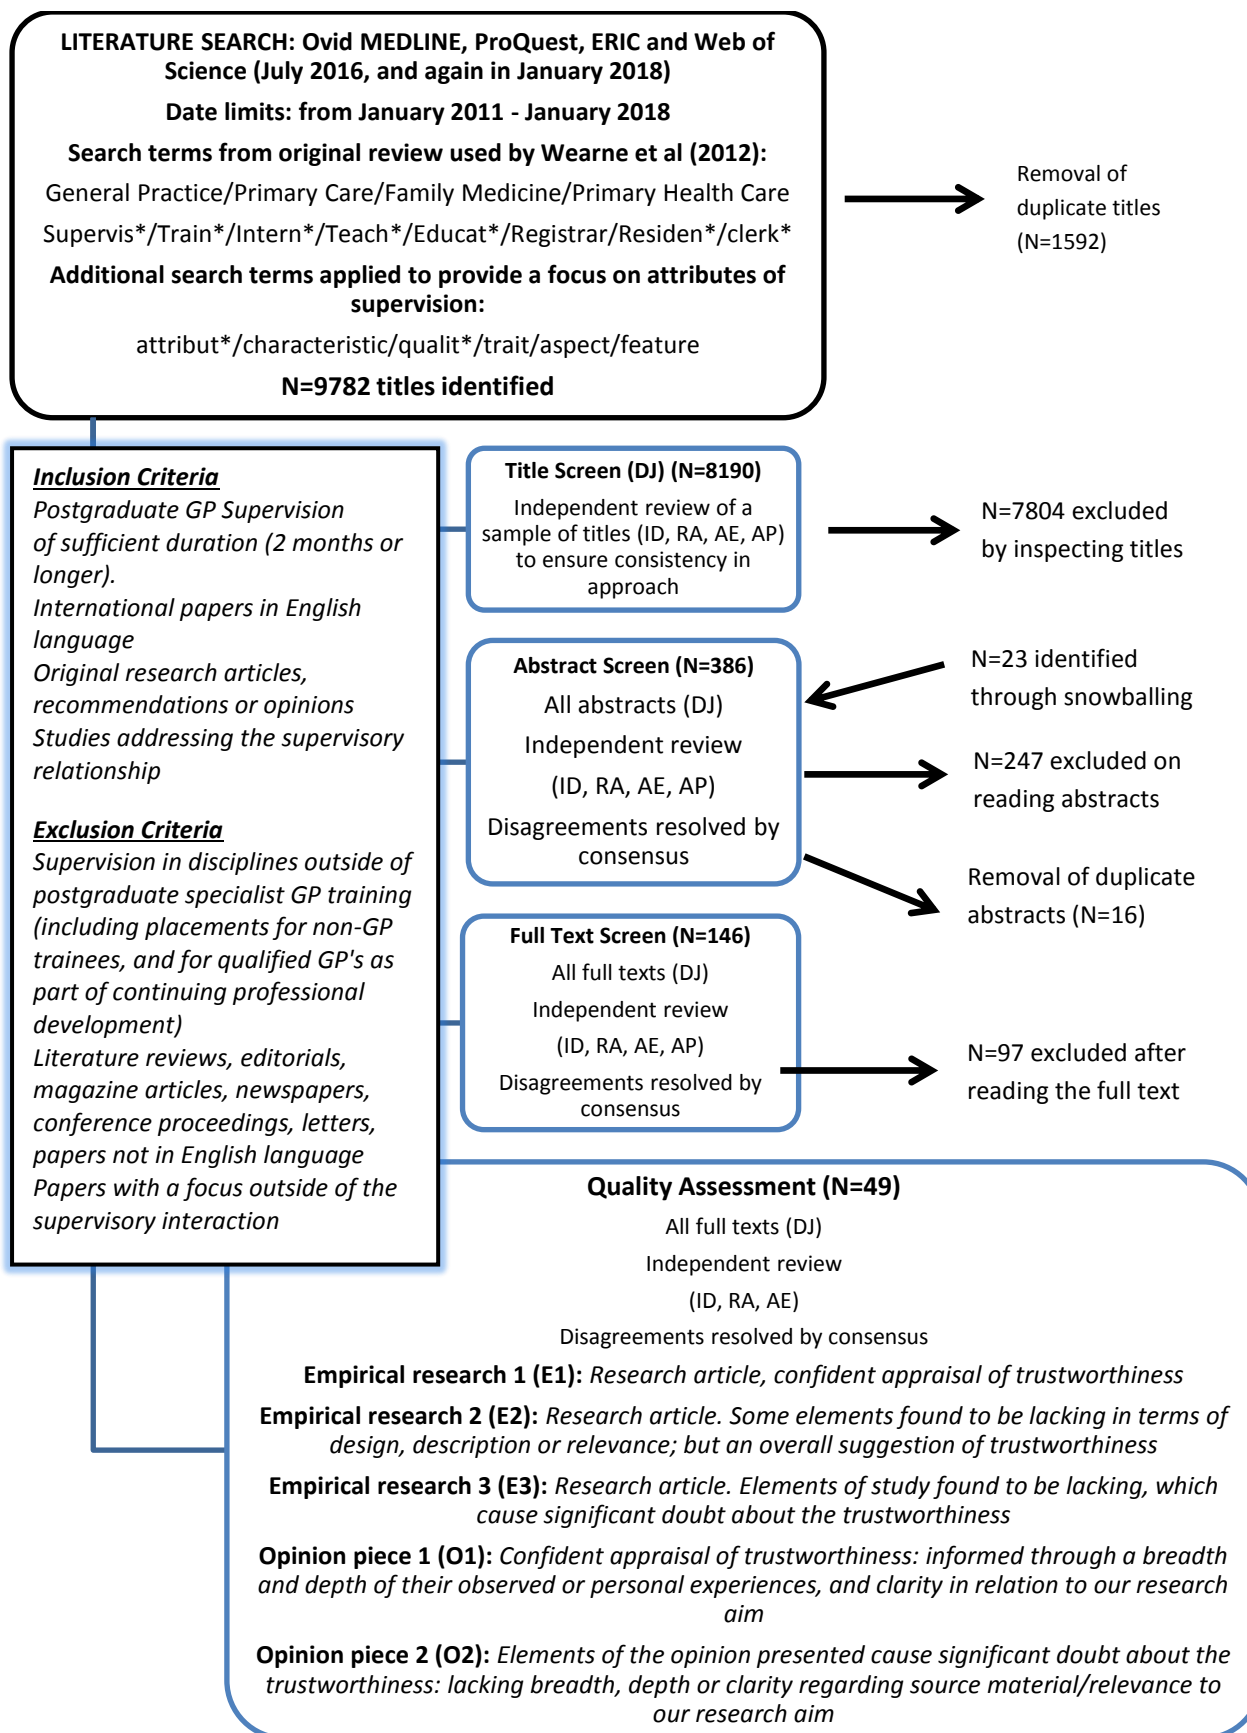 LITERATURE SEARCH: Ovid MEDLINE, ProQuest, ERIC and Web of
Science (July 2016, and again in January 2018)
Date limits: from January 2011 - January 2018
Search terms from original review used by Wearne et al (2012):
General Practice/Primary Care/Family Medicine/Primary Health Care
Supervis*/Train*/Intern*/Teach*/Educat*/Registrar/Residen*/clerk*
Additional search terms applied to provide a focus on attributes of
supervision:
attribut*/characteristic/qualit*/trait/aspect/feature
N=9782 titles identified
Removal of
duplicate titles
(N=1592)
Inclusion Criteria
Postgraduate GP Supervision
of sufficient duration (2 months or
longer).
International papers in English
language
Original research articles,
recommendations or opinions
Studies addressing the supervisory
relationship
Exclusion Criteria
Supervision in disciplines outside of
postgraduate specialist GP training
(including placements for non-GP
trainees, and for qualified GP's as
part of continuing professional
development)
Literature reviews, editorials,
magazine articles, newspapers,
conference proceedings, letters,
papers not in English language
Papers with a focus outside of the
supervisory interaction
Title Screen (DJ) (N=8190)
Independent review of a
sample of titles (ID, RA, AE, AP)
to ensure consistency in
approach
N=7804 excluded
by inspecting titles
Abstract Screen (N=386)
All abstracts (DJ)
Independent review
(ID, RA, AE, AP)
Disagreements resolved by
consensus
N=23 identified
through snowballing
N=247 excluded on
reading abstracts
Removal of duplicate
abstracts (N=16)
Full Text Screen (N=146)
All full texts (DJ)
Independent review
(ID, RA, AE, AP)
Disagreements resolved by
consensus
N=97 excluded after
reading the full text
Quality Assessment (N=49)
All full texts (DJ)
Independent review
(ID, RA, AE)
Disagreements resolved by consensus
Empirical research 1 (E1): Research article, confident appraisal of trustworthiness
Empirical research 2 (E2): Research article. Some elements found to be lacking in terms of
design, description or relevance; but an overall suggestion of trustworthiness
Empirical research 3 (E3): Research article. Elements of study found to be lacking, which
cause significant doubt about the trustworthiness
Opinion piece 1 (O1): Confident appraisal of trustworthiness: informed through a breadth
and depth of their observed or personal experiences, and clarity in relation to our research
aim
Opinion piece 2 (O2): Elements of the opinion presented cause significant doubt about the
trustworthiness: lacking breadth, depth or clarity regarding source material/relevance to
our research aim